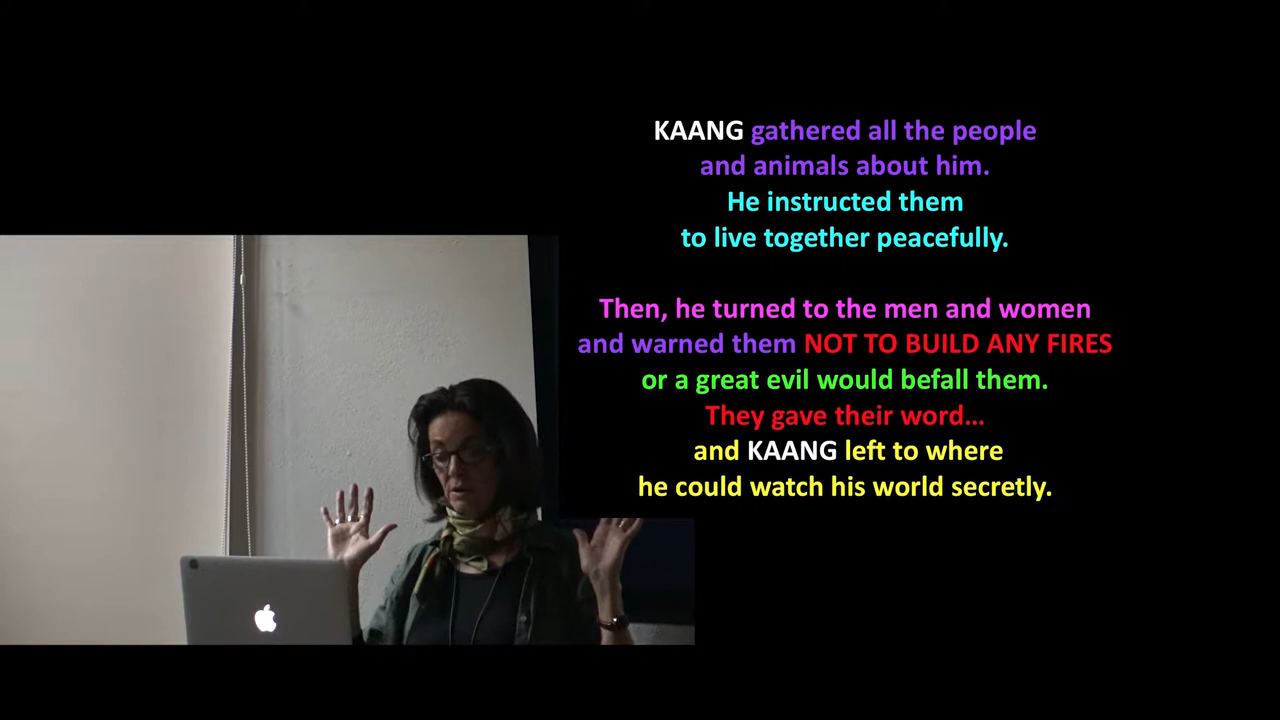 KAANG gathered all the people
and animals about him.
He instructed them
to live together peacefully.
Then, he turned to the men and women
and warned them NOT TO BUILD ANY FIRES
or a great evil would befall them.
They gave their word…
and KAANG left to where
he could watch his world secretly.